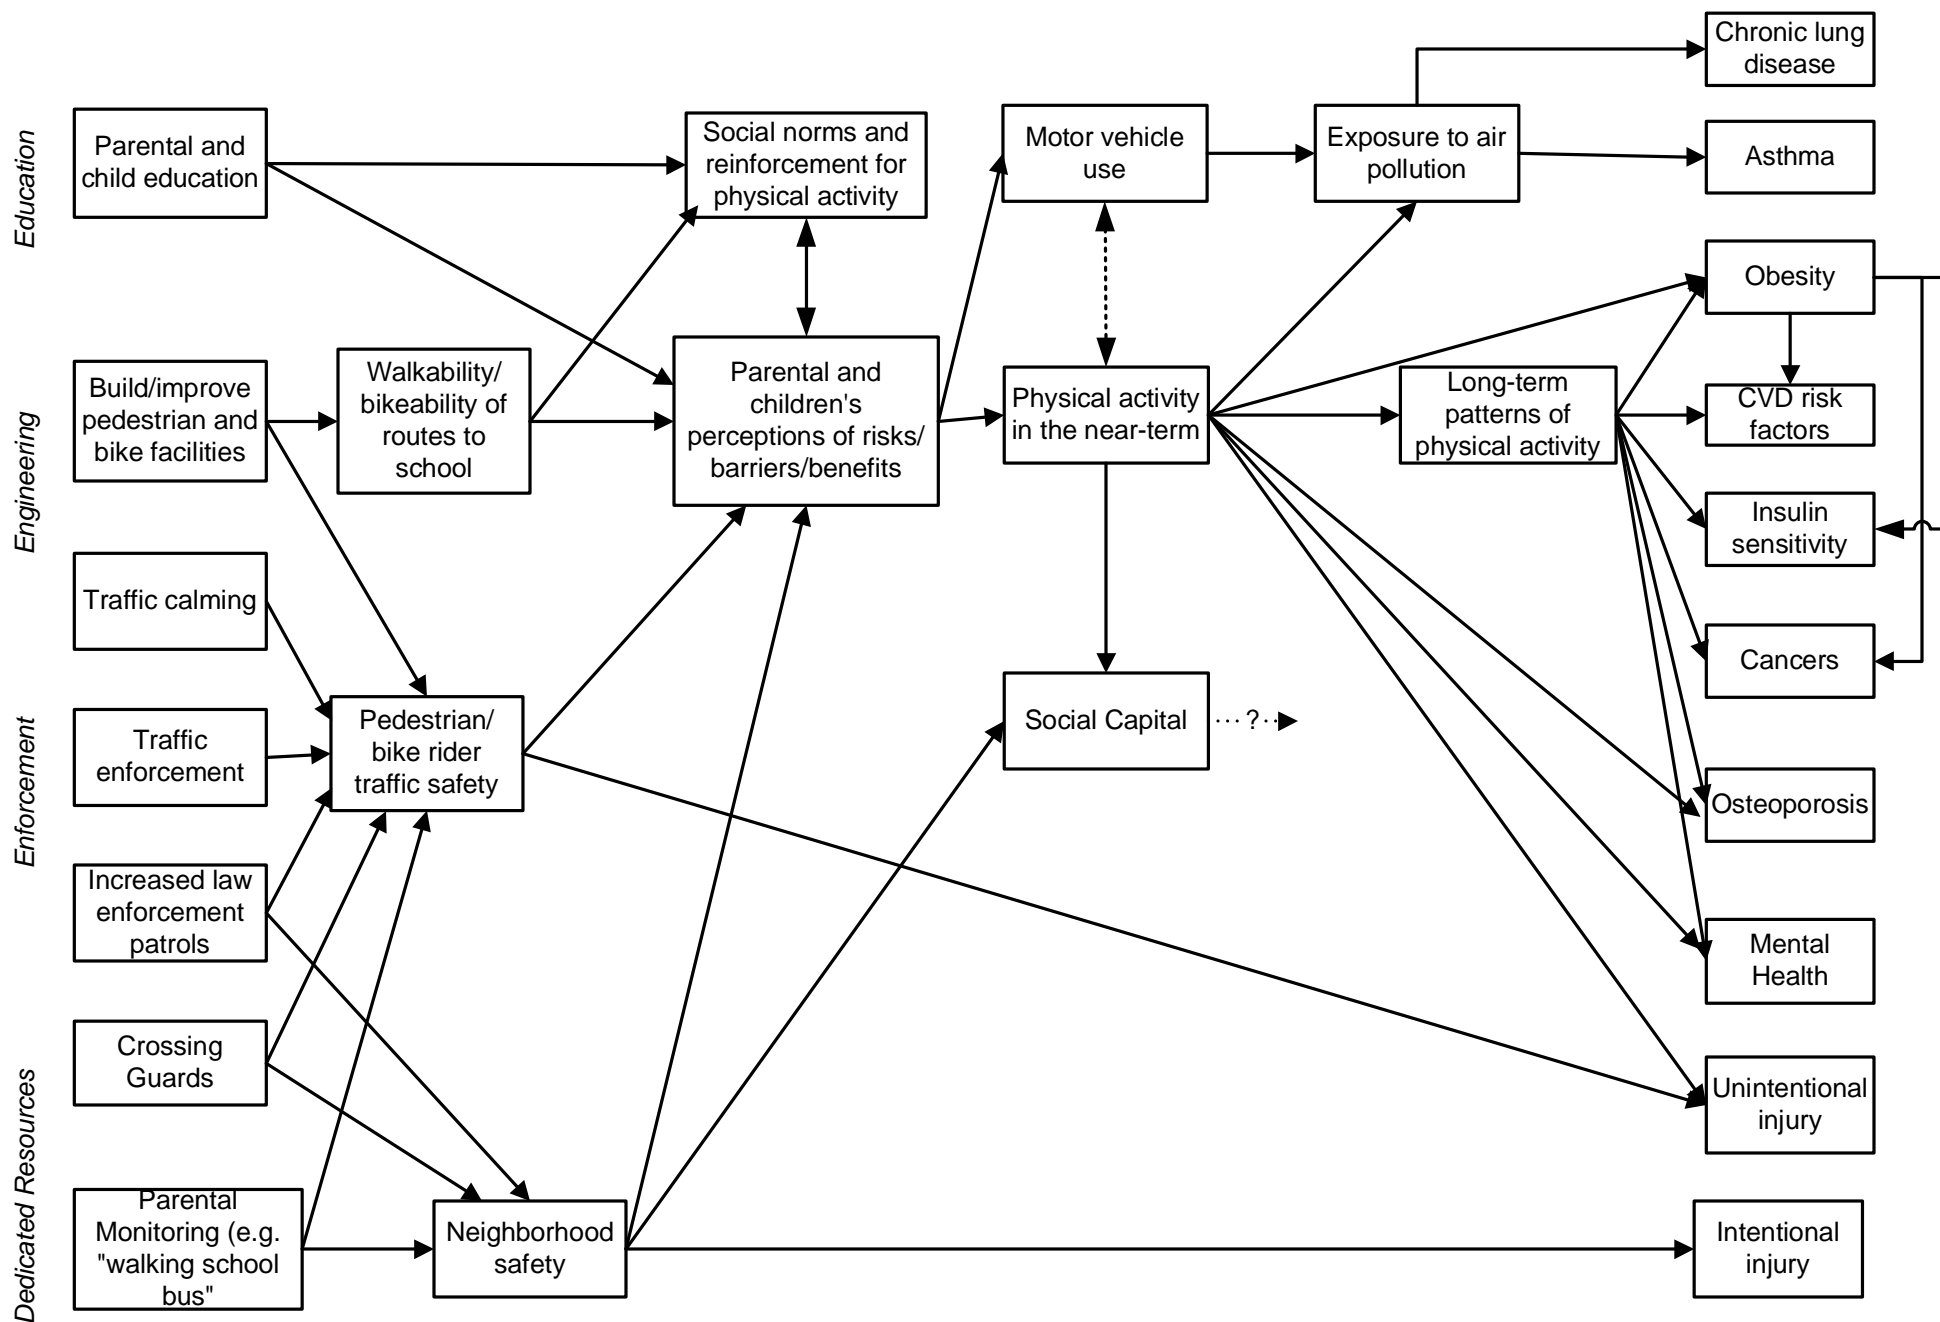 Education
Engineering
Enforcement
Dedicated Resources
Parental and
child education
Build/improve
pedestrian and
bike facilities
Traffic calming
Traffic
enforcement
Increased law
enforcement
patrols
Crossing
Guards
Parental
Monitoring (e.g.
"walking school
bus"
Walkability/
bikeability of
routes to
school
Pedestrian/
bike rider
traffic safety
Neighborhood
safety
Social norms and
reinforcement for
physical activity
Parental and
children's
perceptions of risks/
barriers/benefits
Motor vehicle
use
Physical activity
in the near-term
Social Capital
?
Exposure to air
pollution
Long-term
patterns of
physical activity
Chronic lung
disease
Asthma
Obesity
CVD risk
factors
Insulin
sensitivity
Cancers
Osteoporosis
Mental
Health
Unintentional
injury
Intentional
injury